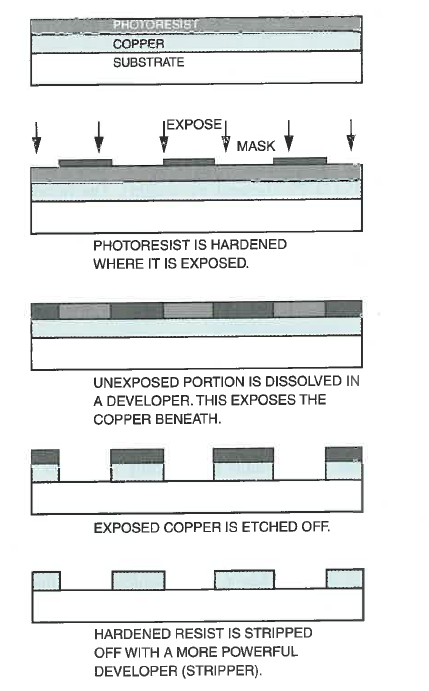 PHOTORESIST
COPPER
SUBSTRATE
EXPOSE
MASK
PHOTORESIST IS HARDENED
WHERE IT IS EXPOSED.
UNEXPOSED PORTION IS DISSOLVED IN
A DEVELOPER. THIS EXPOSES THE
COPPER BENEATH.
EXPOSED COPPER IS ETCHED OFF.
HARDENED RESIST IS STRIPPED
OFF WITH A MORE POWERFUL
DEVELOPER (STRIPPER).